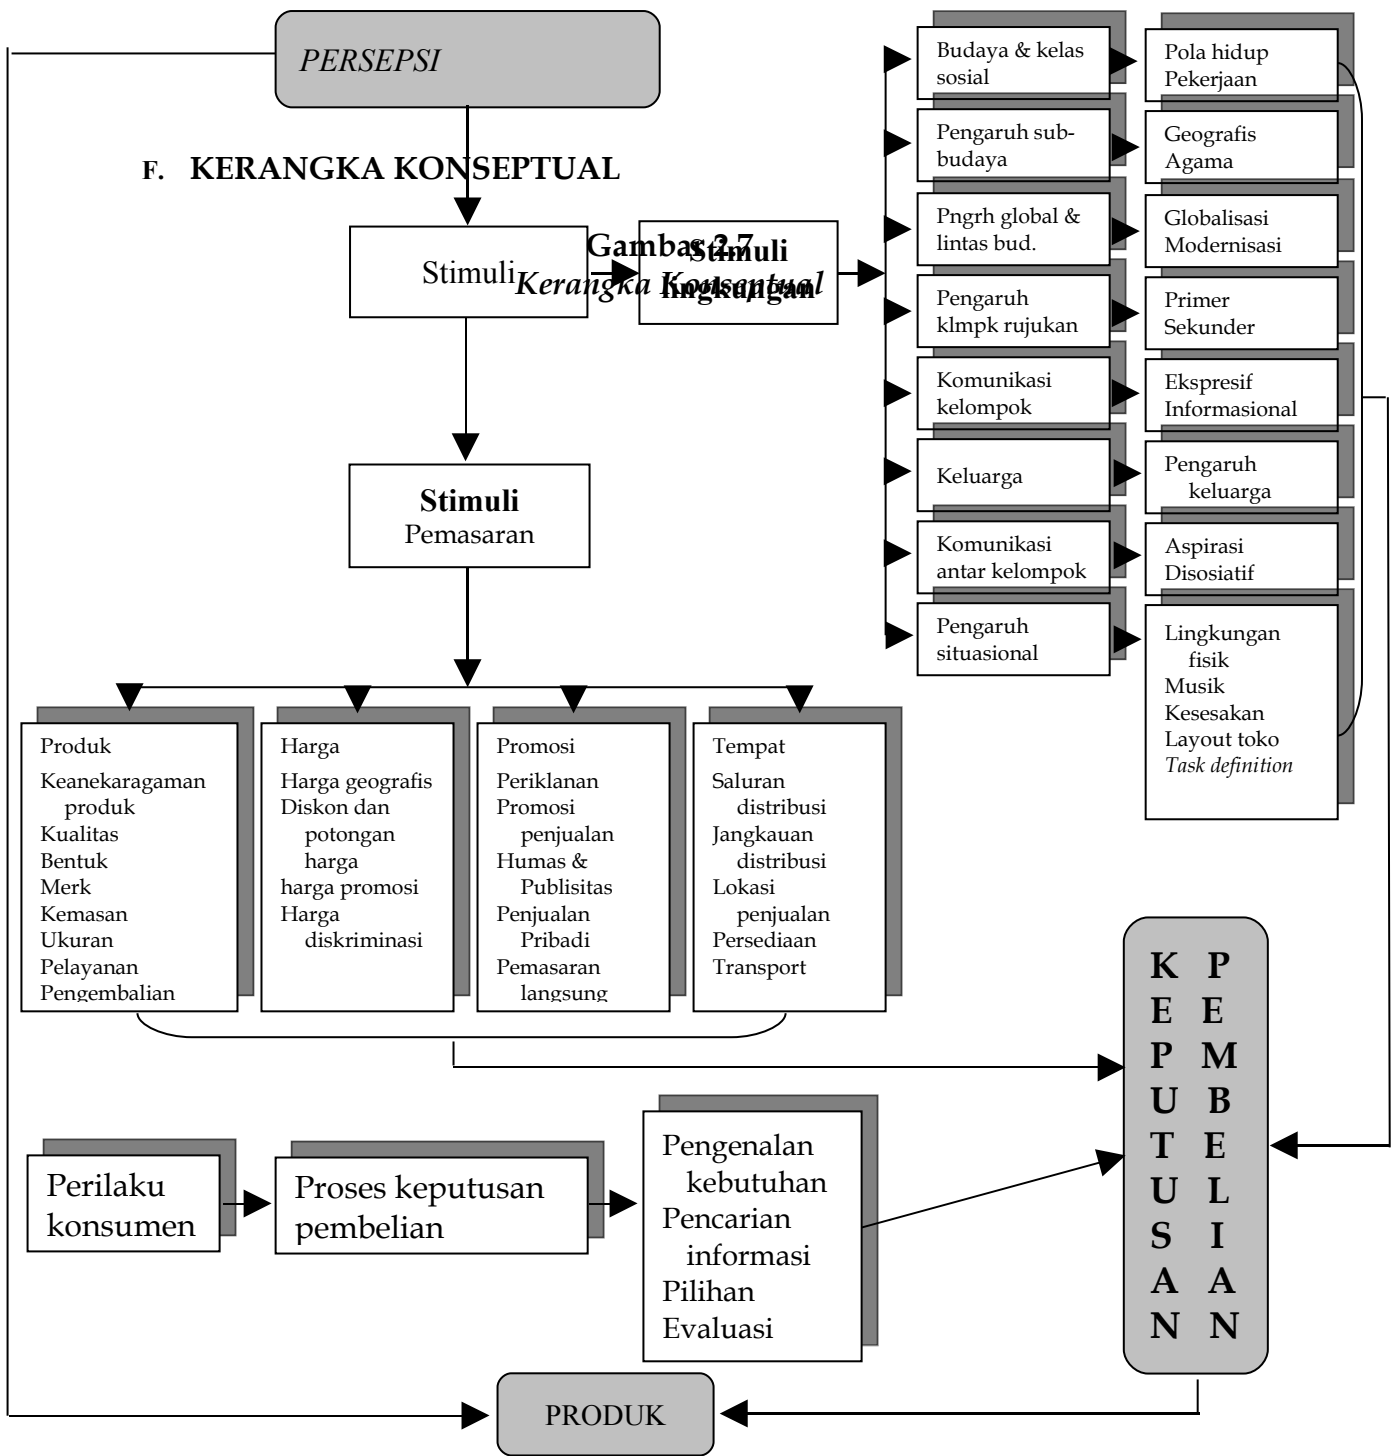 PERSEPSI
F. KERANGKA KONSEPTUAL
Gambar 2.7
Kerangka Konseptual
Stimuli
Stimuli
lingkungan
Budaya & kelas
sosial
Pengaruh sub-
budaya
Pngrh global &
lintas bud.
Pengaruh
klmpk rujukan
Komunikasi
kelompok
Keluarga
Komunikasi
antar kelompok
Pengaruh
situasional
Pola hidup
Pekerjaan
Geografis
Agama
Globalisasi
Modernisasi
Primer
Sekunder
Ekspresif
Informasional
Pengaruh
keluarga
Aspirasi
Disosiatif
Lingkungan
fisik
Musik
Kesesakan
Layout toko
Task definition
Stimuli
Pemasaran
Produk
Keanekaragaman
produk
Kualitas
Bentuk
Merk
Kemasan
Ukuran
Pelayanan
Pengembalian
Harga
Harga geografis
Diskon dan
potongan
harga
harga promosi
Harga
diskriminasi
Promosi
Periklanan
Promosi
penjualan
Humas &
Publisitas
Penjualan
Pribadi
Pemasaran
langsung
Tempat
Saluran
distribusi
Jangkauan
distribusi
Lokasi
penjualan
Persediaan
Transport
K P
E E
P M
U B
T E
U L
S I
A A
N N
Perilaku
konsumen
Proses keputusan
pembelian
Pengenalan
kebutuhan
Pencarian
informasi
Pilihan
Evaluasi
PRODUK